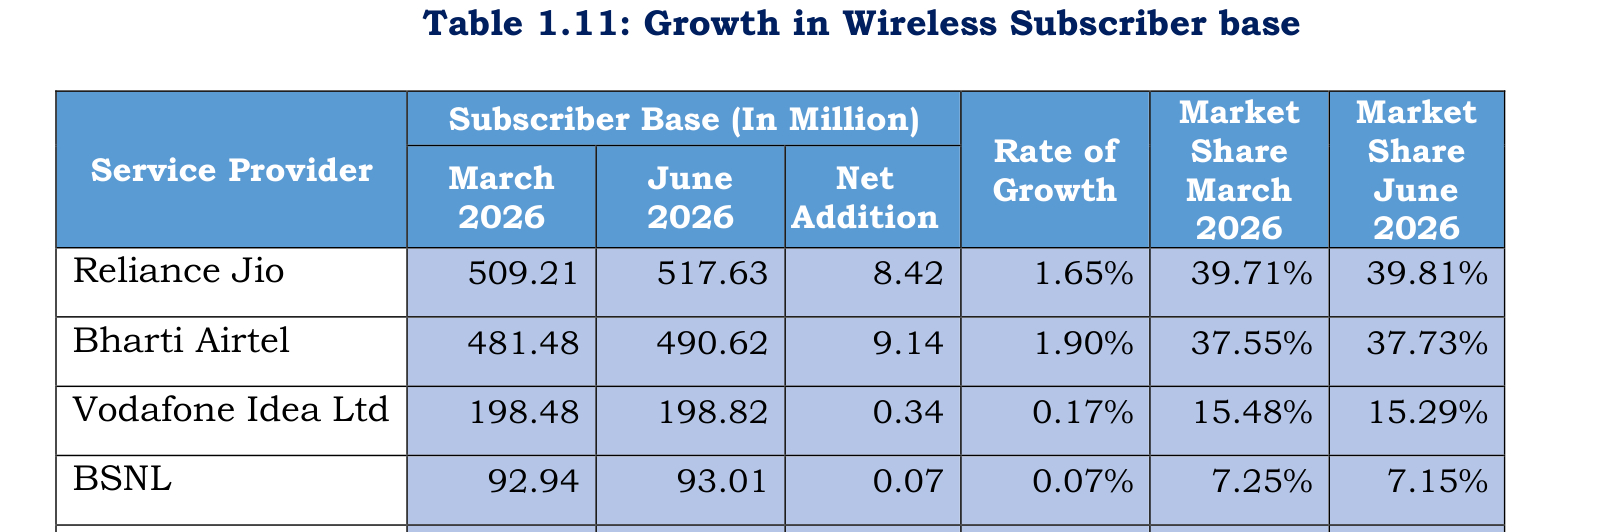 Table 1.11: Growth in Wireless Subscriber base
Service Provider
Subscriber Base (In Million)
March 2026
June 2026
Net Addition
Rate of Growth
Market Share March 2026
Market Share June 2026
Reliance Jio 509.21 517.63 8.42 1.65% 39.71% 39.81%
Bharti Airtel 481.48 490.62 9.14 1.90% 37.55% 37.73%
Vodafone Idea Ltd 198.48 198.82 0.34 0.17% 15.48% 15.29%
BSNL 92.94 93.01 0.07 0.07% 7.25% 7.15%